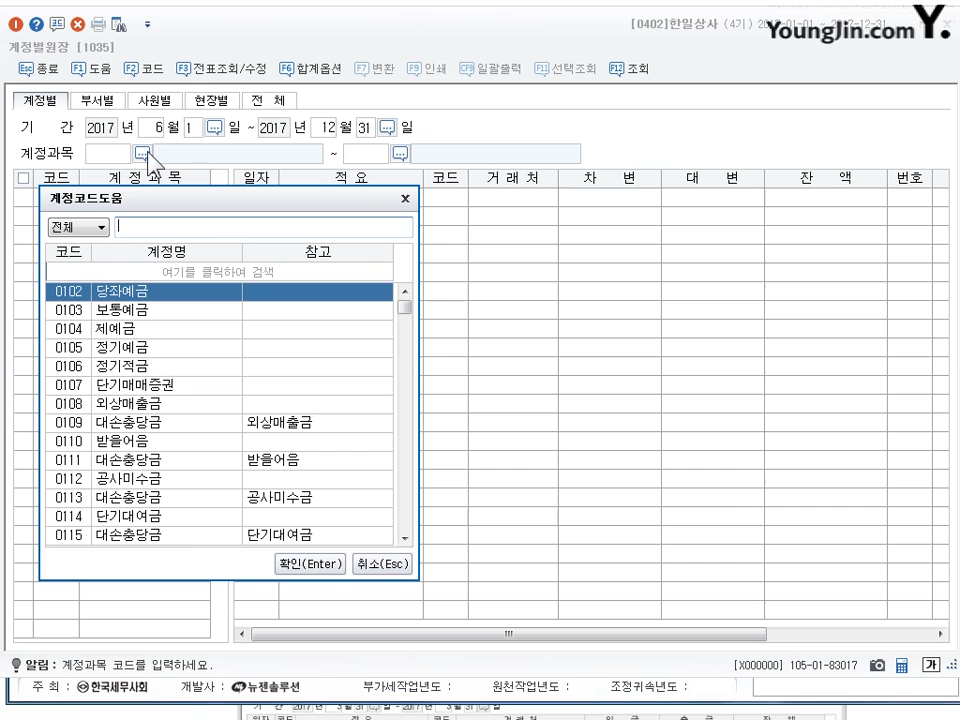 [0402]한일상사 (4기) 2017-01-01 ~ 2017-12-31
YoungJin.com Y.
계정별원장 [1035]
Esc 종료 F1 도움 F2 코드 F3 전표조회/수정 F6 합계옵션 F7 변환 F9 인쇄 CF9 일괄출력 F11 선택조회 F12 조회
계정별 부서별 사원별 현장별 전 체
기 간 2017 년 6 월 1 일 ~ 2017 년 12 월 31 일
계정과목 ~
코드 계 정 과 목 일자 적 요 코드 거 래 처 차 변 대 변 잔 액 번호
계정코드도움 x
전체
코드 계정명 참고
여기를 클릭하여 검색
0102 당좌예금
0103 보통예금
0104 제예금
0105 정기예금
0106 정기적금
0107 단기매매증권
0108 외상매출금
0109 대손충당금 외상매출금
0110 받을어음
0111 대손충당금 받을어음
0112 공사미수금
0113 대손충당금 공사미수금
0114 단기대여금
0115 대손충당금 단기대여금
확인(Enter) 취소(Esc)
알림 : 계정과목 코드를 입력하세요. [X000000] 105-01-83017 가
주 최 : 한국세무사회 개발사 : 뉴젠솔루션 부가세작업년도 : 원천작업년도 : 조정귀속년도 :